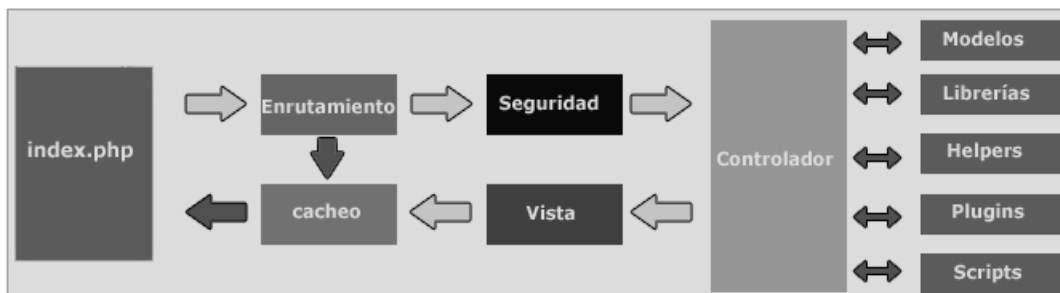 index.php
Enrutamiento
Seguridad
cacheo
Vista
Controlador
Modelos
Librerías
Helpers
Plugins
Scripts